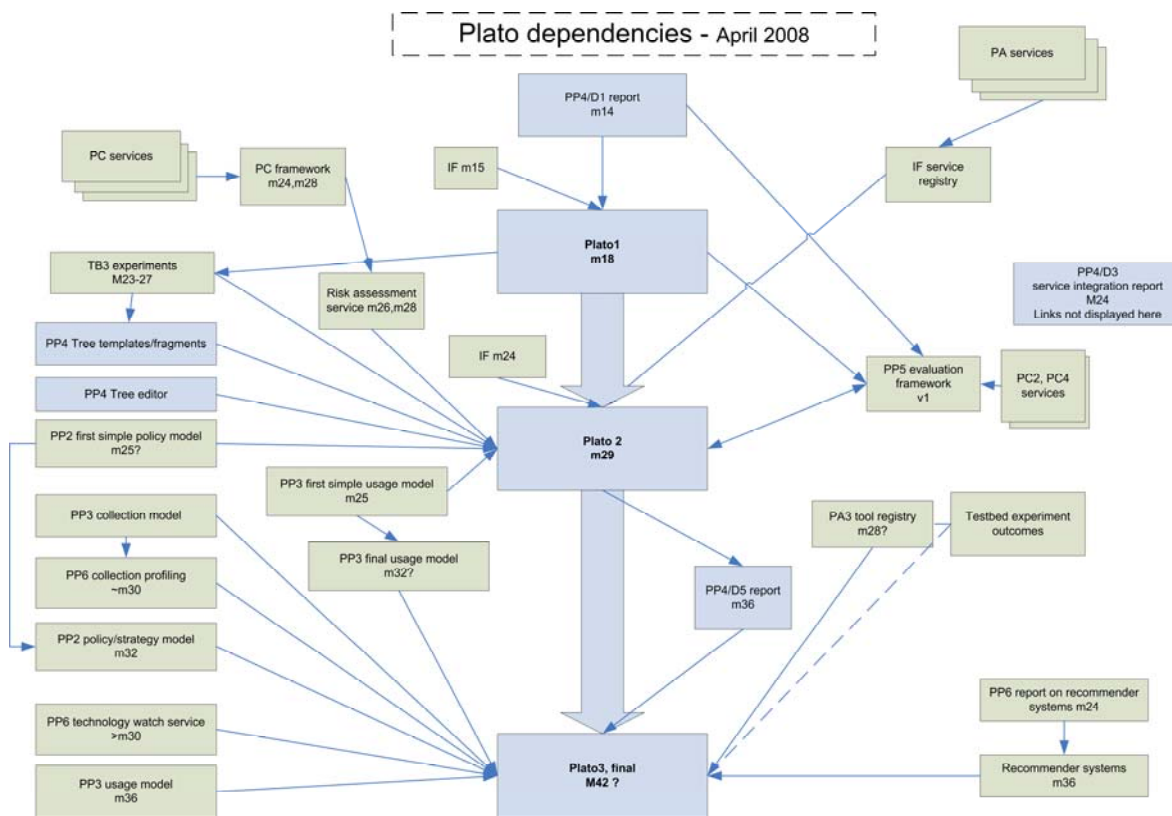 Plato dependencies - April 2008
PA services
PP4/D1 report
m14
PC services
PC framework
m24,m28
IF m15
IF service
registry
Plato1
m18
TB3 experiments
M23-27
Risk assessment
service m26,m28
PP4/D3
service integration report
M24
Links not displayed here
PP4 Tree templates/fragments
IF m24
PP5 evaluation
framework
v1
PC2, PC4
services
PP4 Tree editor
PP2 first simple policy model
m25?
Plato 2
m29
PP3 first simple usage model
m25
PP3 collection model
PA3 tool registry
m28?
Testbed experiment
outcomes
PP3 final usage model
m32?
PP6 collection profiling
~m30
PP4/D5 report
m36
PP2 policy/strategy model
m32
PP6 report on recommender
systems m24
PP6 technology watch service
>m30
Plato3, final
M42 ?
Recommender systems
m36
PP3 usage model
m36